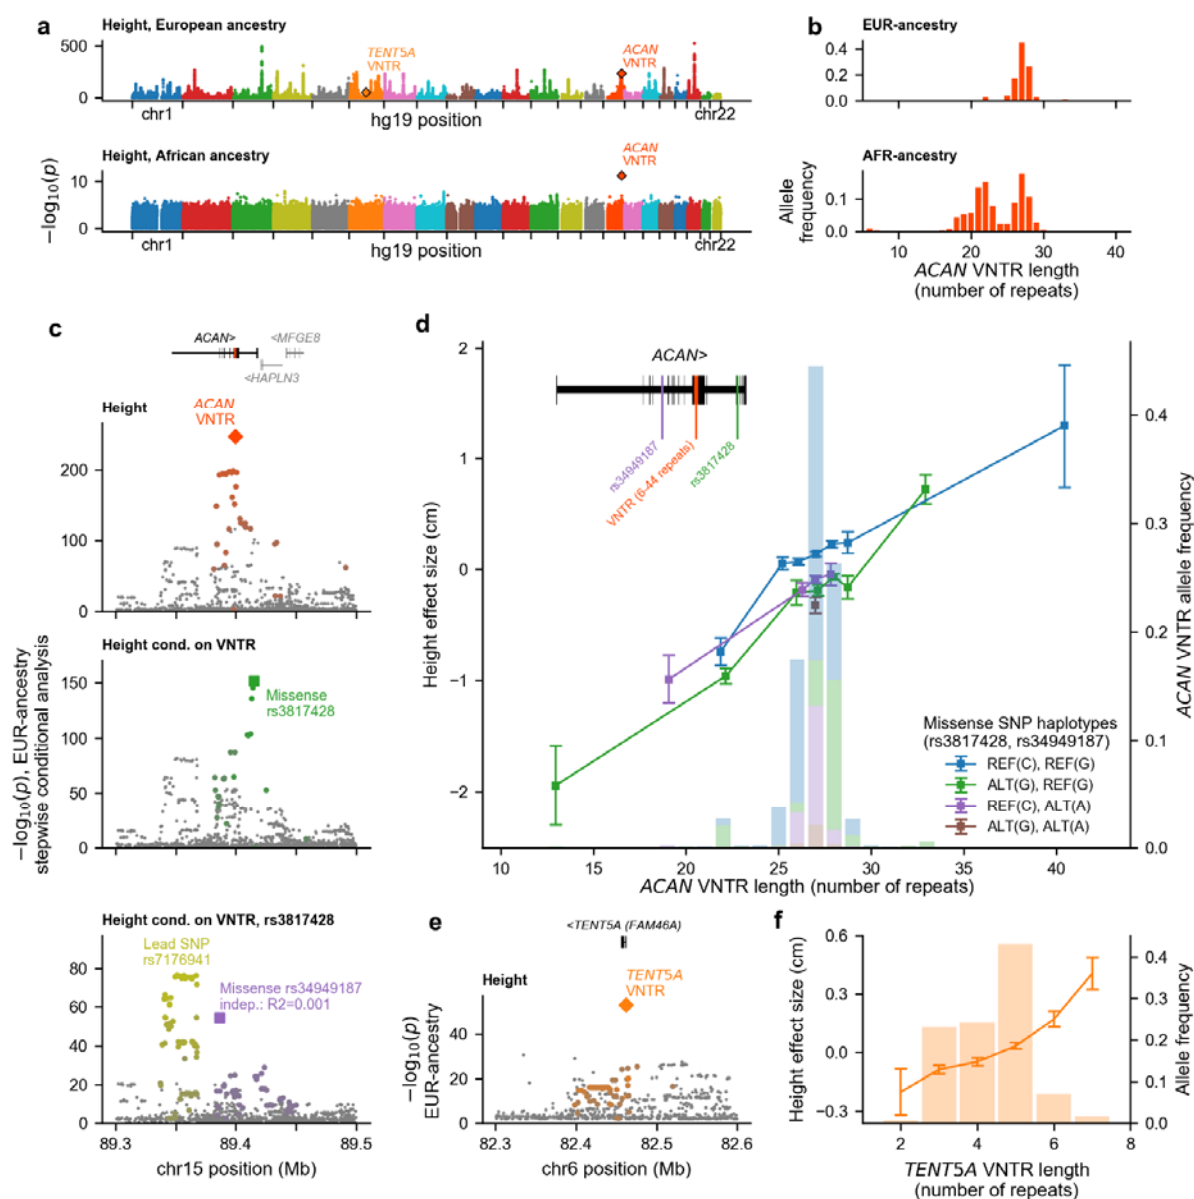 a
Height, European ancestry
500
0
TENT5A
VNTR
ACAN
VNTR
chr1
hg19 position
chr22
Height, African ancestry
10
0
ACAN
VNTR
chr1
hg19 position
chr22
−log10(p)
b
EUR-ancestry
0.4
0.2
0.0
AFR-ancestry
0.1
0.0
Allele
frequency
10
20
30
40
ACAN VNTR length
(number of repeats)
c
ACAN>
<MFGE8
<HAPLN3
Height
ACAN
VNTR
200
100
0
Height cond. on VNTR
150
100
50
0
Missense
rs3817428
−log10(p), EUR-ancestry
stepwise conditional analysis
Height cond. on VNTR, rs3817428
Lead SNP
rs7176941
Missense rs34949187
indep.: R2=0.001
80
60
40
20
0
89.3
89.4
89.5
chr15 position (Mb)
d
ACAN>
rs34949187
VNTR (6-44 repeats)
rs3817428
2
1
0
−1
−2
Height effect size (cm)
0.4
0.3
0.2
0.1
0.0
ACAN VNTR allele frequency
Missense SNP haplotypes
(rs3817428, rs34949187)
REF(C), REF(G)
ALT(G), REF(G)
REF(C), ALT(A)
ALT(G), ALT(A)
10
15
20
25
30
35
40
ACAN VNTR length (number of repeats)
e
<TENT5A (FAM46A)
Height
TENT5A
VNTR
40
20
0
−log10(p)
EUR-ancestry
82.3
82.4
82.5
82.6
chr6 position (Mb)
f
0.6
0.3
0.0
−0.3
Height effect size (cm)
0.4
0.3
0.2
0.1
0.0
Allele frequency
2
4
6
8
TENT5A VNTR length
(number of repeats)